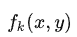 f_k(x, y)